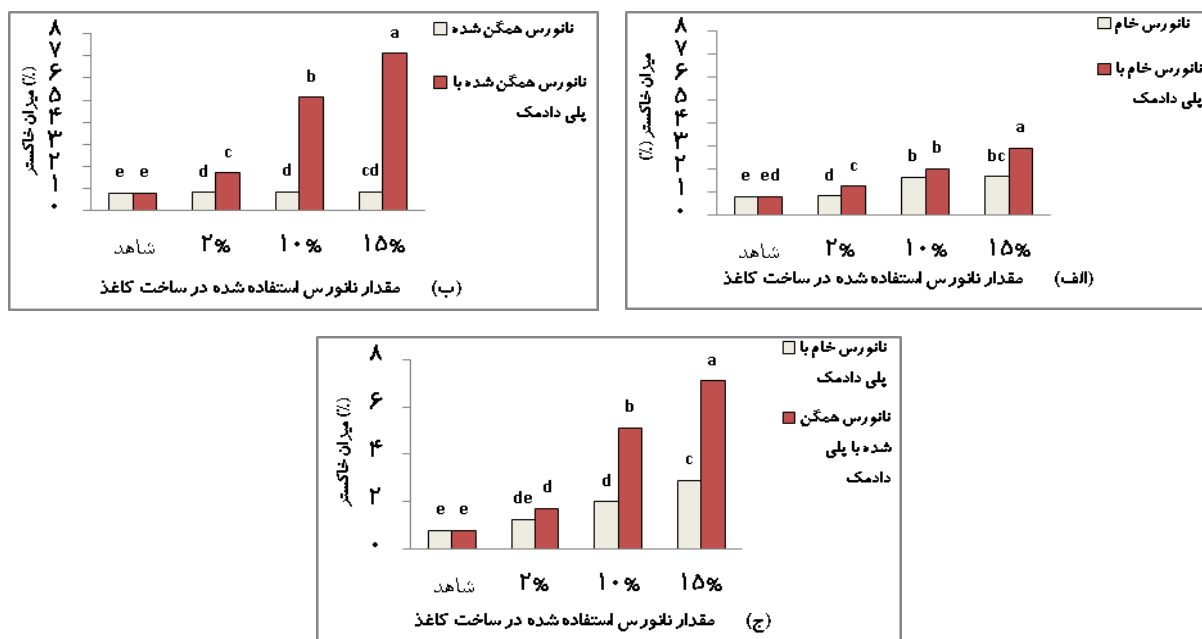 نانورس خام
نانورس خام با
پلی دادمک
میزان خاکستر (%)
۸
۷
۶
۵
۴
۳
۲
۱
۰
e ed d c b b bc a
شاهد ۲% ۱۰% ۱۵%
مقدار نانورس استفاده شده در ساخت کاغذ (الف)
نانورس همگن شده
نانورس همگن شده با
پلی دادمک
میزان خاکستر (%)
۸
۷
۶
۵
۴
۳
۲
۱
۰
e e d c d b cd a
شاهد ۲% ۱۰% ۱۵%
مقدار نانورس استفاده شده در ساخت کاغذ (ب)
نانورس خام با
پلی دادمک
نانورس همگن
شده با پلی
دادمک
میزان خاکستر (%)
۸
۶
۴
۲
۰
e e de d d b c a
شاهد ۲% ۱۰% ۱۵%
مقدار نانورس استفاده شده در ساخت کاغذ (ج)